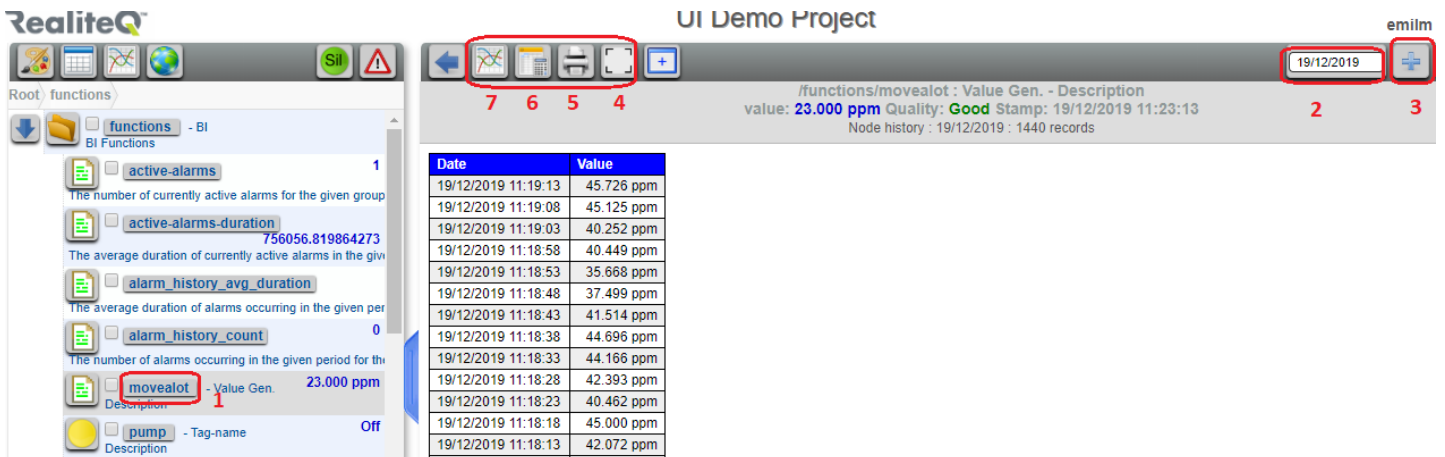 RealiteQ
UI Demo Project
emilm
Sil
19/12/2019
7 6 5 4 2 3
Root functions
/functions/movealot : Value Gen. - Description
value: 23.000 ppm Quality: Good Stamp: 19/12/2019 11:23:13
Node history : 19/12/2019 : 1440 records
functions - BI
BI Functions
active-alarms 1
The number of currently active alarms for the given group
active-alarms-duration
756056.819864273
The average duration of currently active alarms in the
alarm_history_avg_duration
The average duration of alarms occurring in the given
alarm_history_count 0
The number of alarms occurring in the given period for
movealot - Value Gen. 23.000 ppm
1
Description
pump - Tag-name Off
Description
Date Value
19/12/2019 11:19:13 45.726 ppm
19/12/2019 11:19:08 45.125 ppm
19/12/2019 11:19:03 40.252 ppm
19/12/2019 11:18:58 40.449 ppm
19/12/2019 11:18:53 35.668 ppm
19/12/2019 11:18:48 37.499 ppm
19/12/2019 11:18:43 41.514 ppm
19/12/2019 11:18:38 44.696 ppm
19/12/2019 11:18:33 44.166 ppm
19/12/2019 11:18:28 42.393 ppm
19/12/2019 11:18:23 40.462 ppm
19/12/2019 11:18:18 45.000 ppm
19/12/2019 11:18:13 42.072 ppm